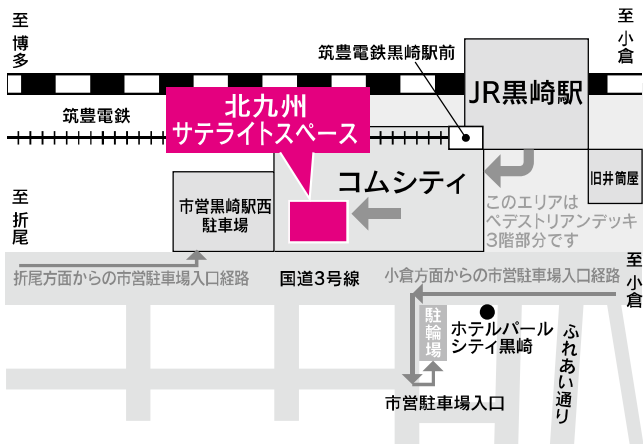 至博多
至小倉
筑豊電鉄黒崎駅前
JR黒崎駅
筑豊電鉄
北九州
サテライトスペース
コムシティ
旧井筒屋
市営黒崎駅西
駐車場
至折尾
このエリアは
ペデストリアンデッキ
3階部分です
折尾方面からの市営駐車場入口経路
国道3号線
小倉方面からの市営駐車場入口経路
至小倉
駐輪場
ホテルパール
シティ黒崎
ふれあい通り
市営駐車場入口